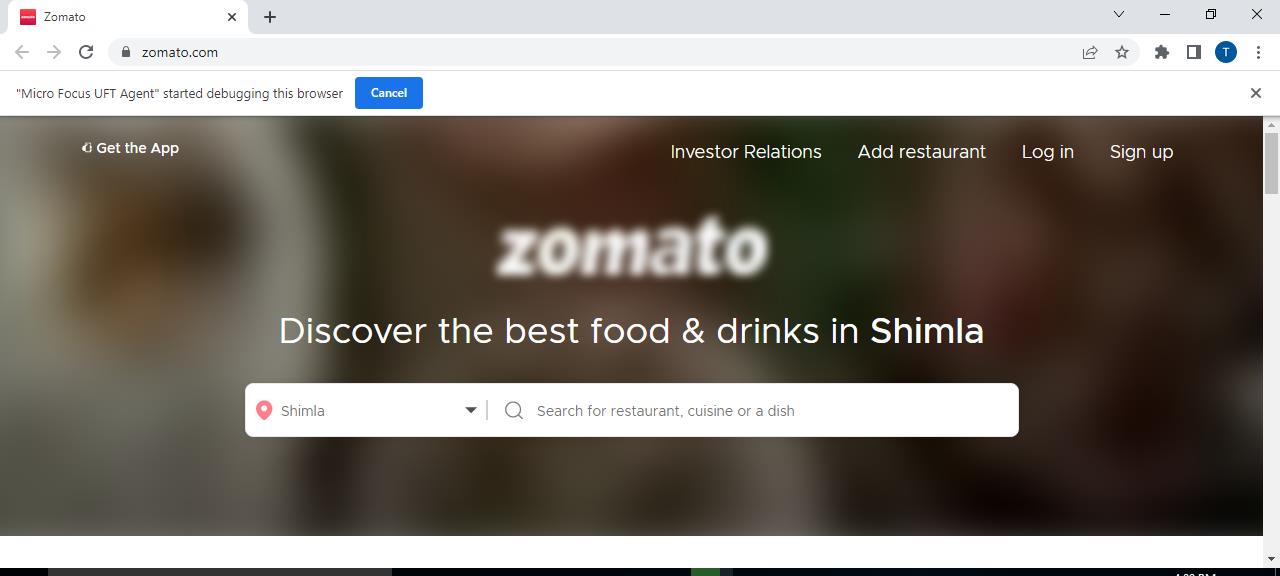 Zomato
zomato.com
T
"Micro Focus UFT Agent" started debugging this browser
Cancel
Get the App
Investor Relations
Add restaurant
Log in
Sign up
zomato
Discover the best food & drinks in Shimla
Shimla
Search for restaurant, cuisine or a dish